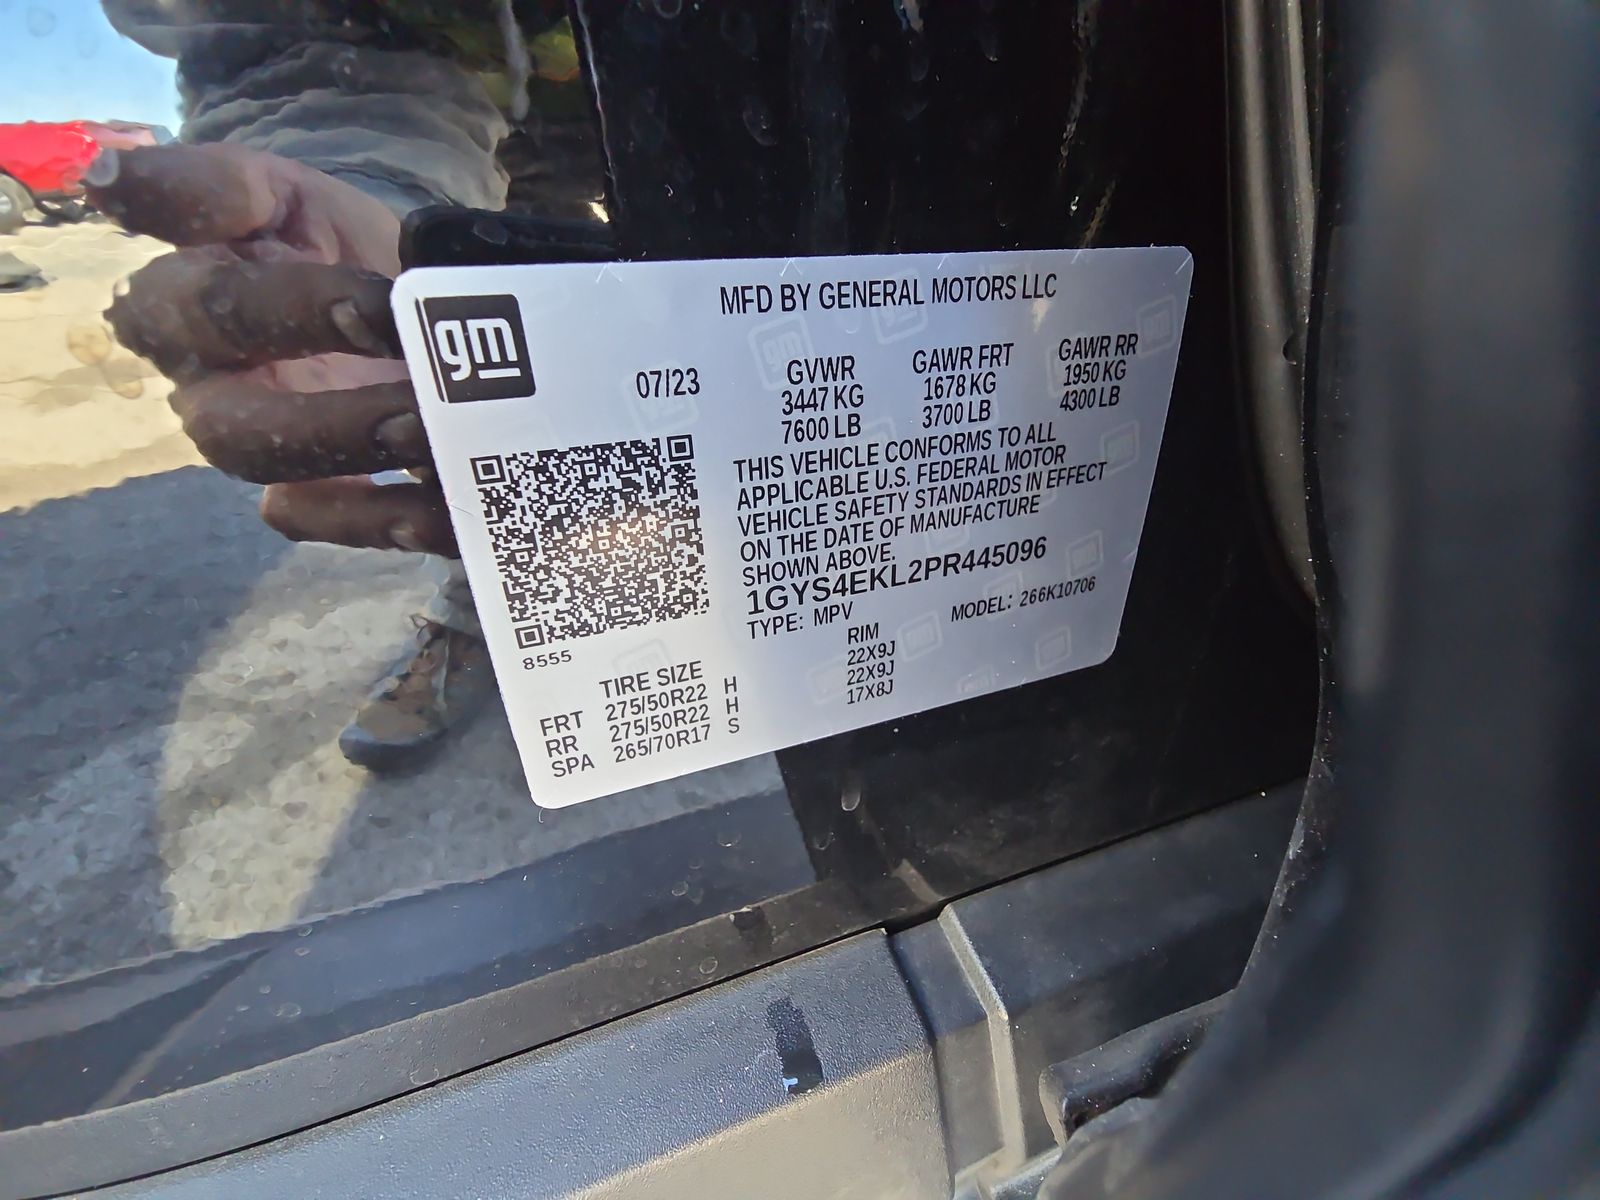 gm
MFD BY GENERAL MOTORS LLC
07/23
GVWR GAWR FRT GAWR RR
3447 KG 1678 KG 1950 KG
7600 LB 3700 LB 4300 LB
THIS VEHICLE CONFORMS TO ALL
APPLICABLE U.S. FEDERAL MOTOR
VEHICLE SAFETY STANDARDS IN EFFECT
ON THE DATE OF MANUFACTURE
SHOWN ABOVE.
1GYS4EKL2PR445096
TYPE: MPV MODEL: 266K10706
8555
TIRE SIZE RIM
FRT 275/50R22 H 22X9J
RR 275/50R22 H 22X9J
SPA 265/70R17 S 17X8J